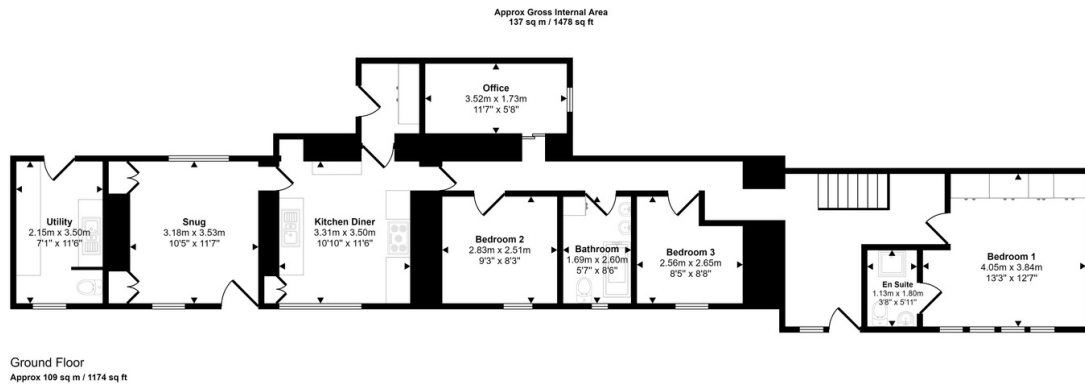 Approx Gross Internal Area
137 sq m / 1478 sq ft
Office
3.52m x 1.73m
11'7" x 5'8"
Utility
2.15m x 3.50m
7'1" x 11'6"
Snug
3.18m x 3.53m
10'5" x 11'7"
Kitchen Diner
3.31m x 3.50m
10'10" x 11'6"
Bedroom 2
2.83m x 2.51m
9'3" x 8'3"
Bathroom
1.69m x 2.60m
5'7" x 8'6"
Bedroom 3
2.56m x 2.65m
8'5" x 8'8"
En Suite
1.13m x 1.80m
3'8" x 5'11"
Bedroom 1
4.05m x 3.84m
13'3" x 12'7"
Ground Floor
Approx 109 sq m / 1174 sq ft